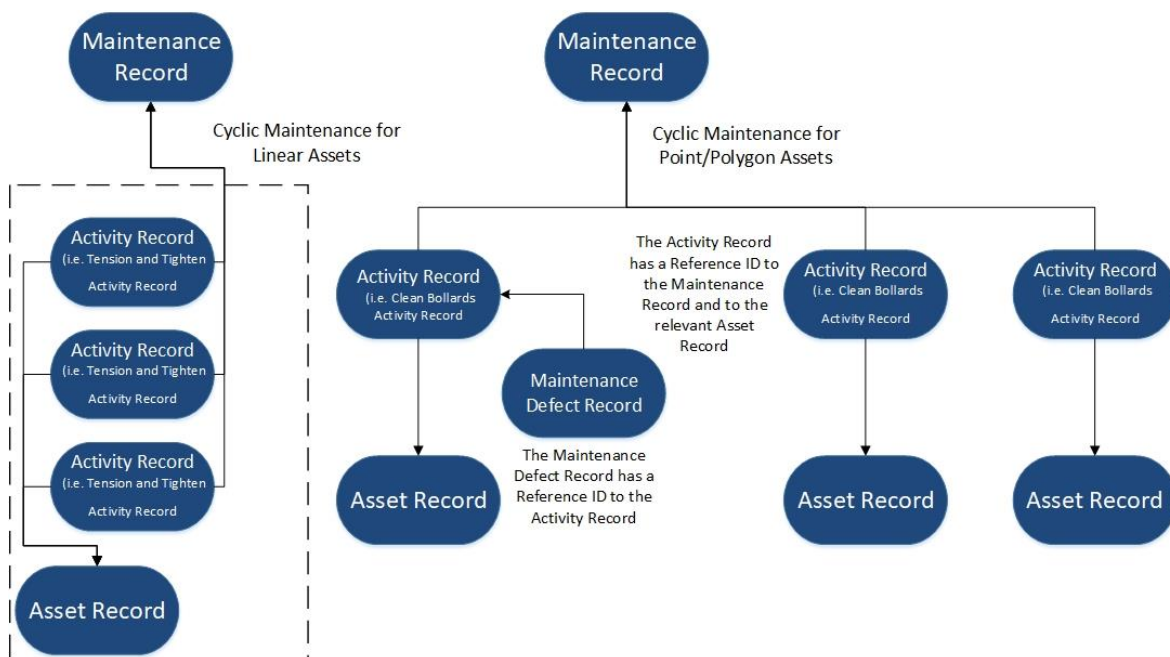 Maintenance
Record
Cyclic Maintenance for
Linear Assets
Activity Record
(i.e. Tension and Tighten
Activity Record
Activity Record
(i.e. Tension and Tighten
Activity Record
Activity Record
(i.e. Tension and Tighten
Activity Record
Asset Record
Maintenance
Record
Cyclic Maintenance for
Point/Polygon Assets
Activity Record
(i.e. Clean Bollards
Activity Record
The Activity Record
has a Reference ID to
the Maintenance
Record and to the
relevant Asset
Record
Activity Record
(i.e. Clean Bollards
Activity Record
Activity Record
(i.e. Clean Bollards
Activity Record
Maintenance
Defect Record
The Maintenance
Defect Record has a
Reference ID to the
Activity Record
Asset Record
Asset Record
Asset Record